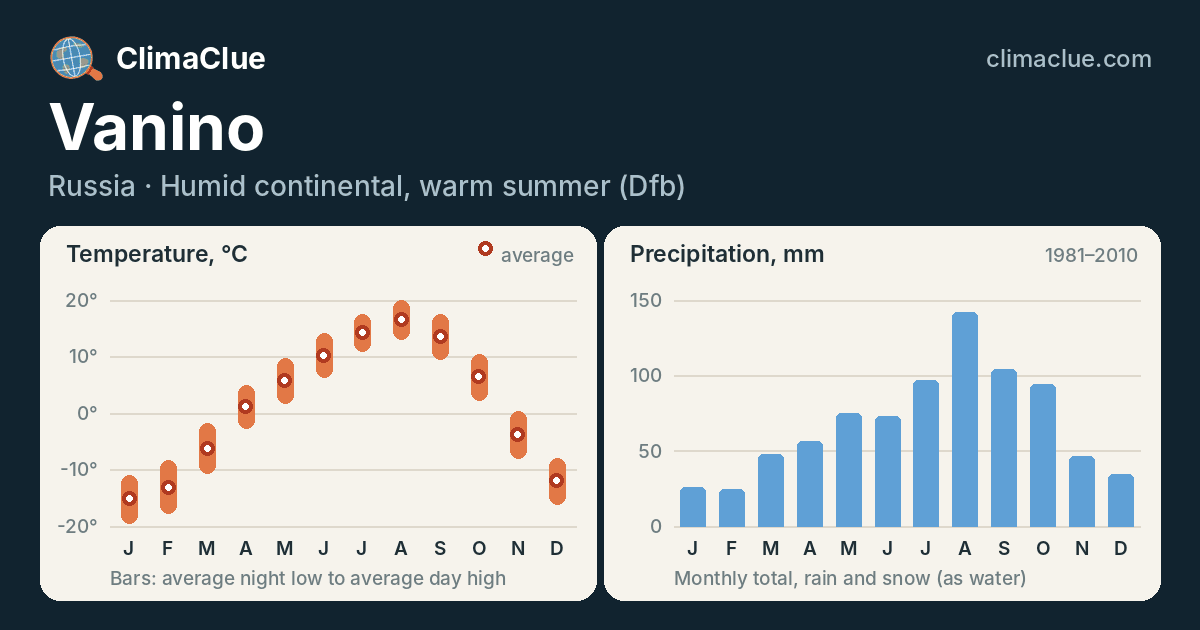 ClimaClue
climaclue.com
Vanino
Russia · Humid continental, warm summer (Dfb)
Temperature, °C
average
20°
10°
0°
-10°
-20°
J F M A M J J A S O N D
Bars: average night low to average day high
Precipitation, mm
1981–2010
150
100
50
0
J F M A M J J A S O N D
Monthly total, rain and snow (as water)